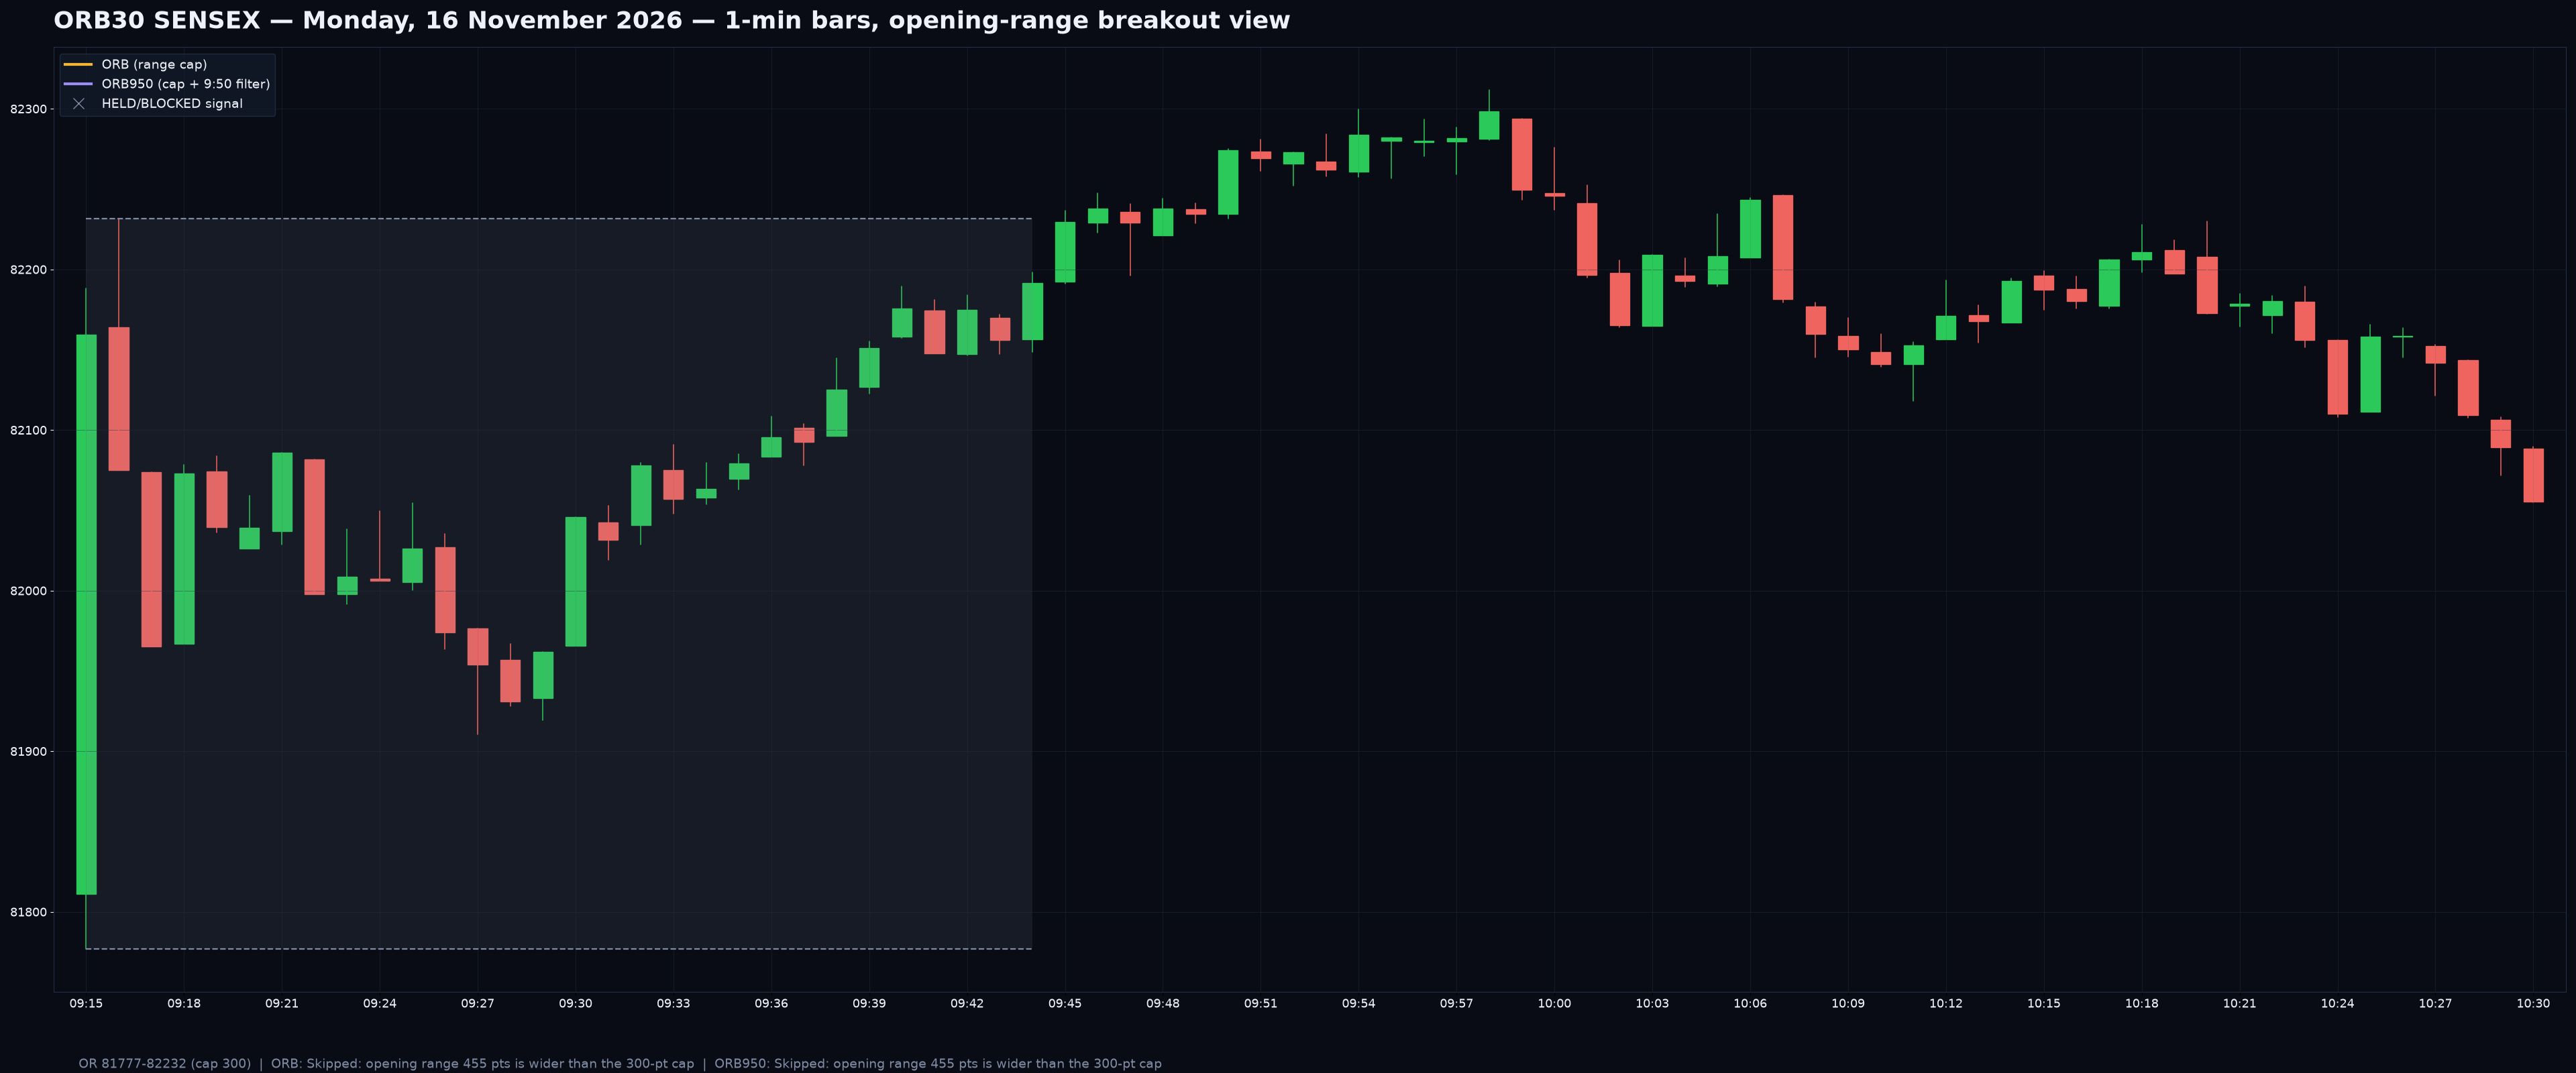 ORB30 SENSEX — Monday, 16 November 2026 — 1-min bars, opening-range breakout view
ORB (range cap)
ORB950 (cap + 9:50 filter)
HELD/BLOCKED signal
82300
82200
82100
82000
81900
81800
09:15 09:18 09:21 09:24 09:27 09:30 09:33 09:36 09:39 09:42 09:45 09:48 09:51 09:54 09:57 10:00 10:03 10:06 10:09 10:12 10:15 10:18 10:21 10:24 10:27 10:30
OR 81777-82232 (cap 300) | ORB: Skipped: opening range 455 pts is wider than the 300-pt cap | ORB950: Skipped: opening range 455 pts is wider than the 300-pt cap